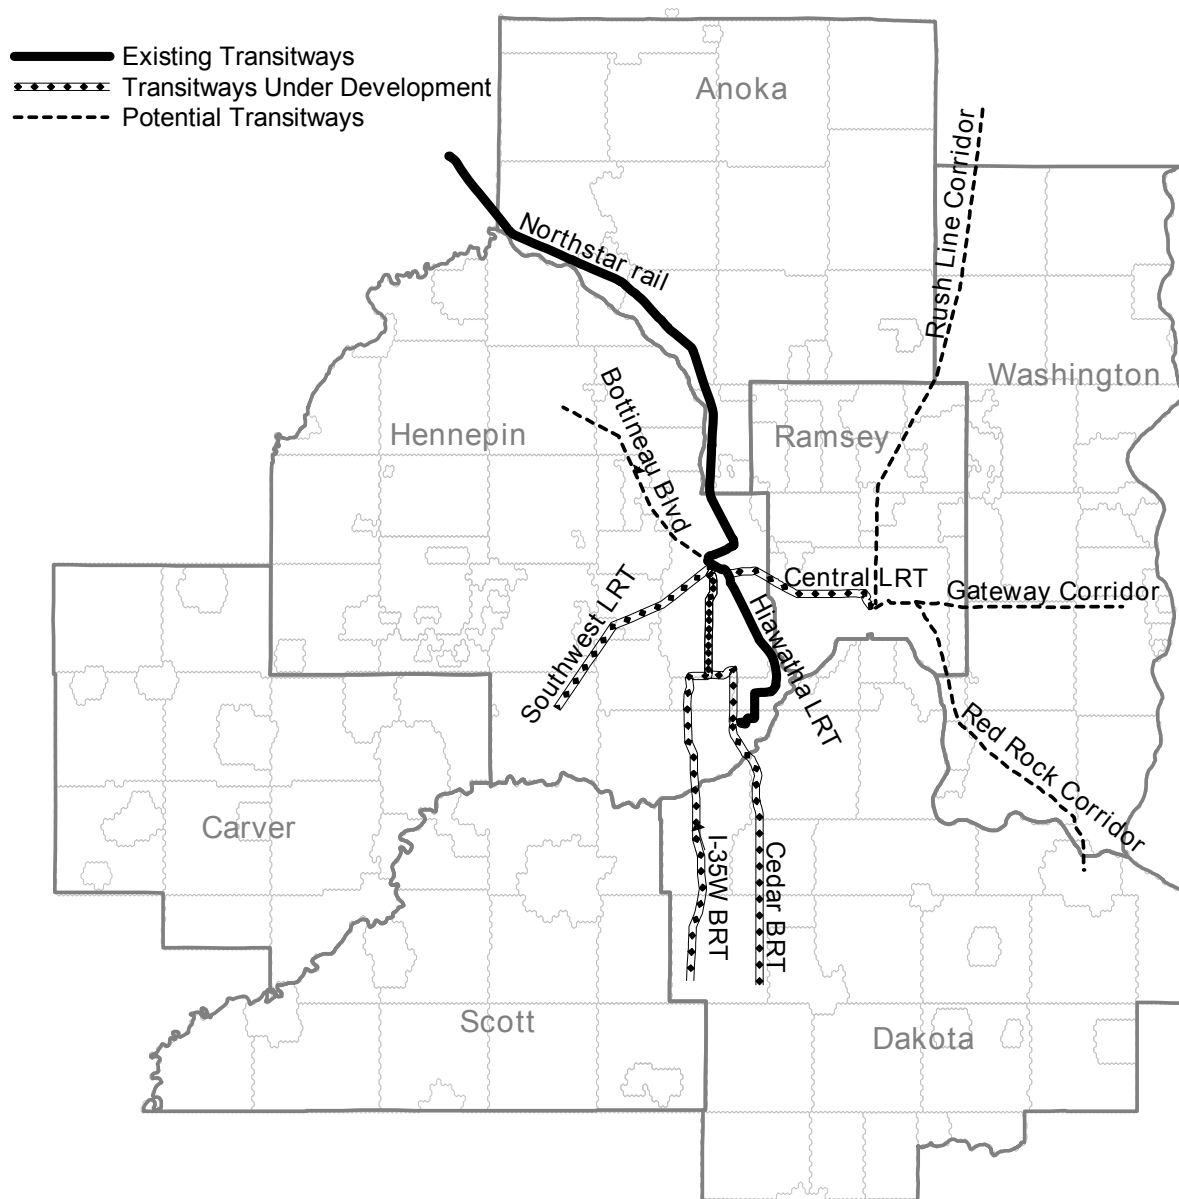 Existing Transitways
Transitways Under Development
Potential Transitways
Anoka
Rush Line Corridor
Northstar rail
Washington
Bottineau Blvd
Hennepin
Ramsey
Central LRT
Gateway Corridor
Southwest LRT
Hiawatha LRT
Red Rock Corridor
Carver
I-35W BRT
Cedar BRT
Scott
Dakota